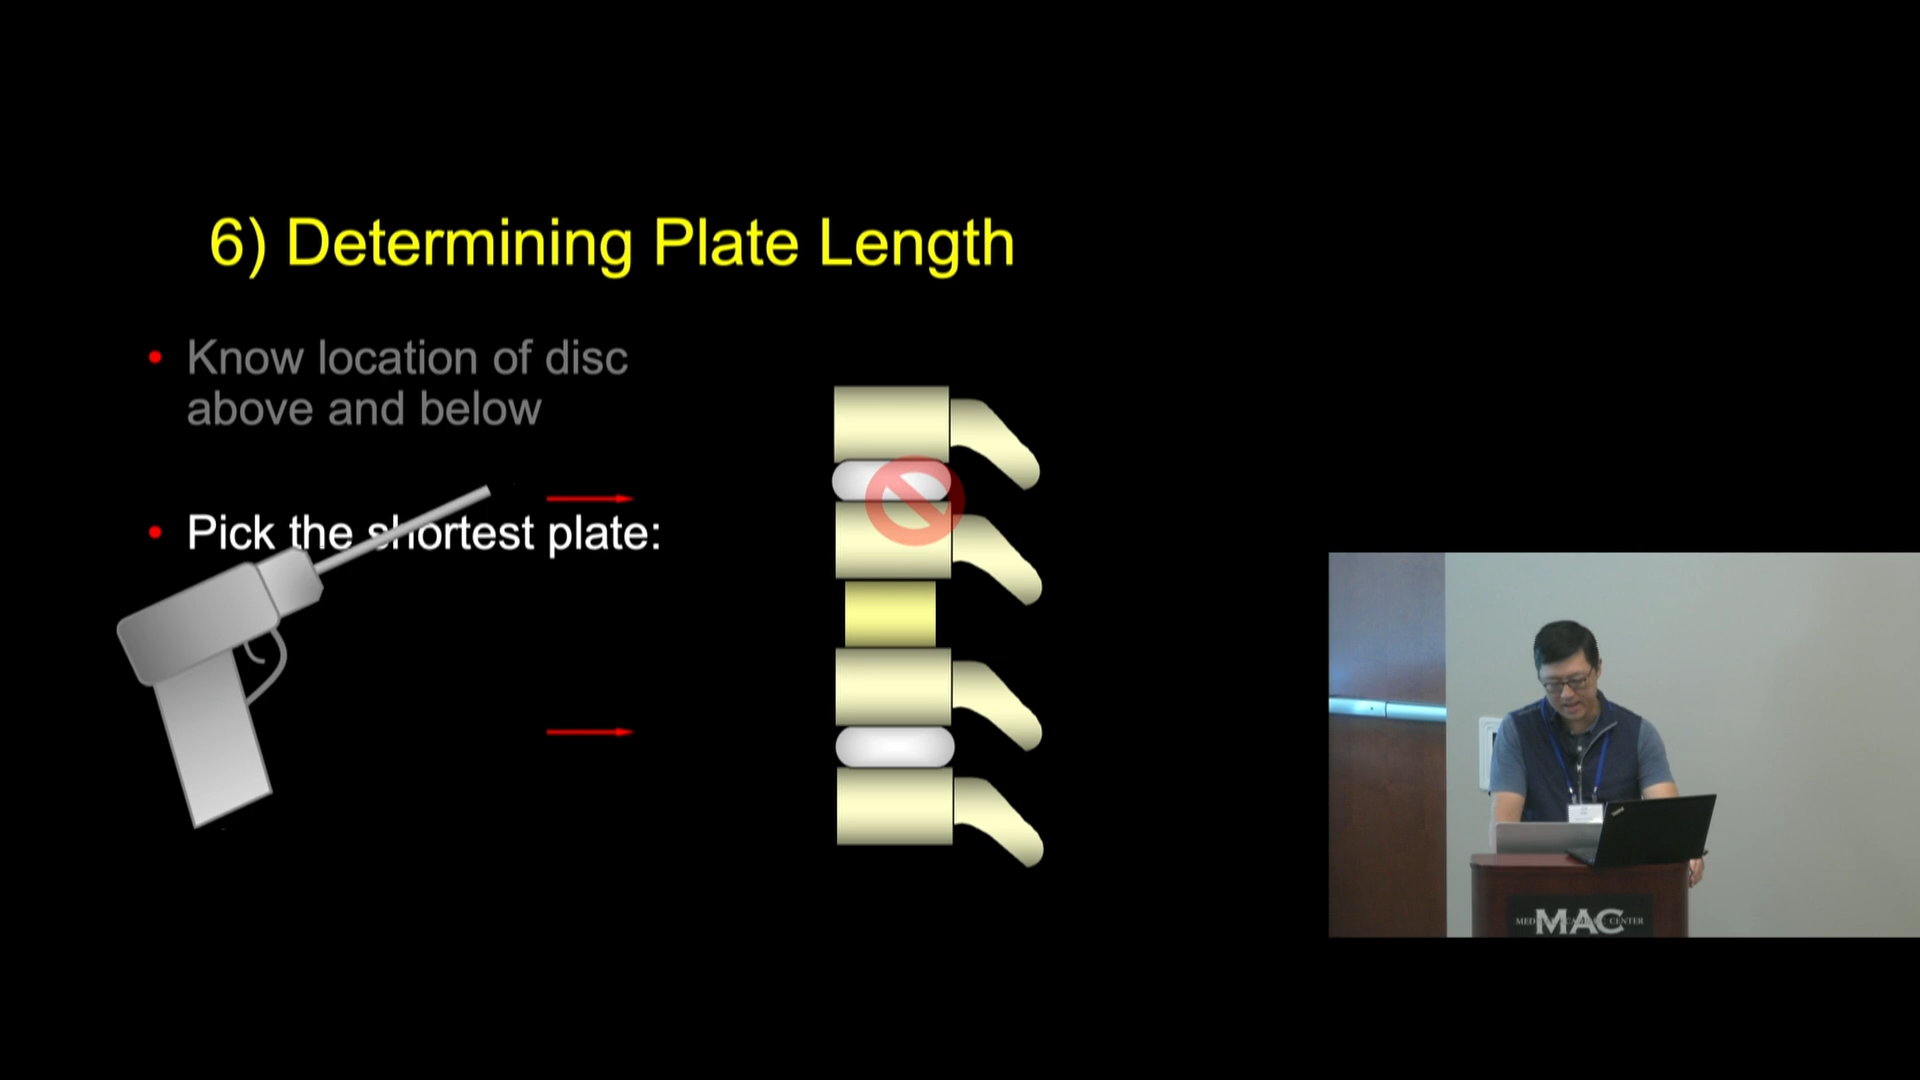 6) Determining Plate Length
• Know location of disc
above and below
• Pick the shortest plate:
MAC